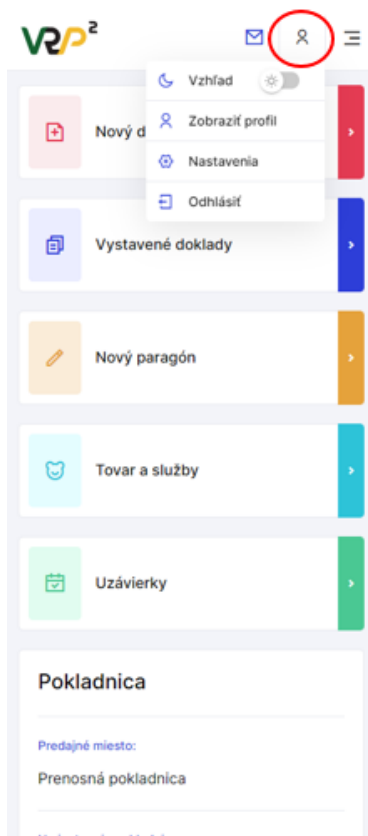 VRP²
Vzhľad
Zobraziť profil
Nastavenia
Odhlásiť
Nový d
Vystavené doklady
Nový paragón
Tovar a služby
Uzávierky
Pokladnica
Predajné miesto:
Prenosná pokladnica